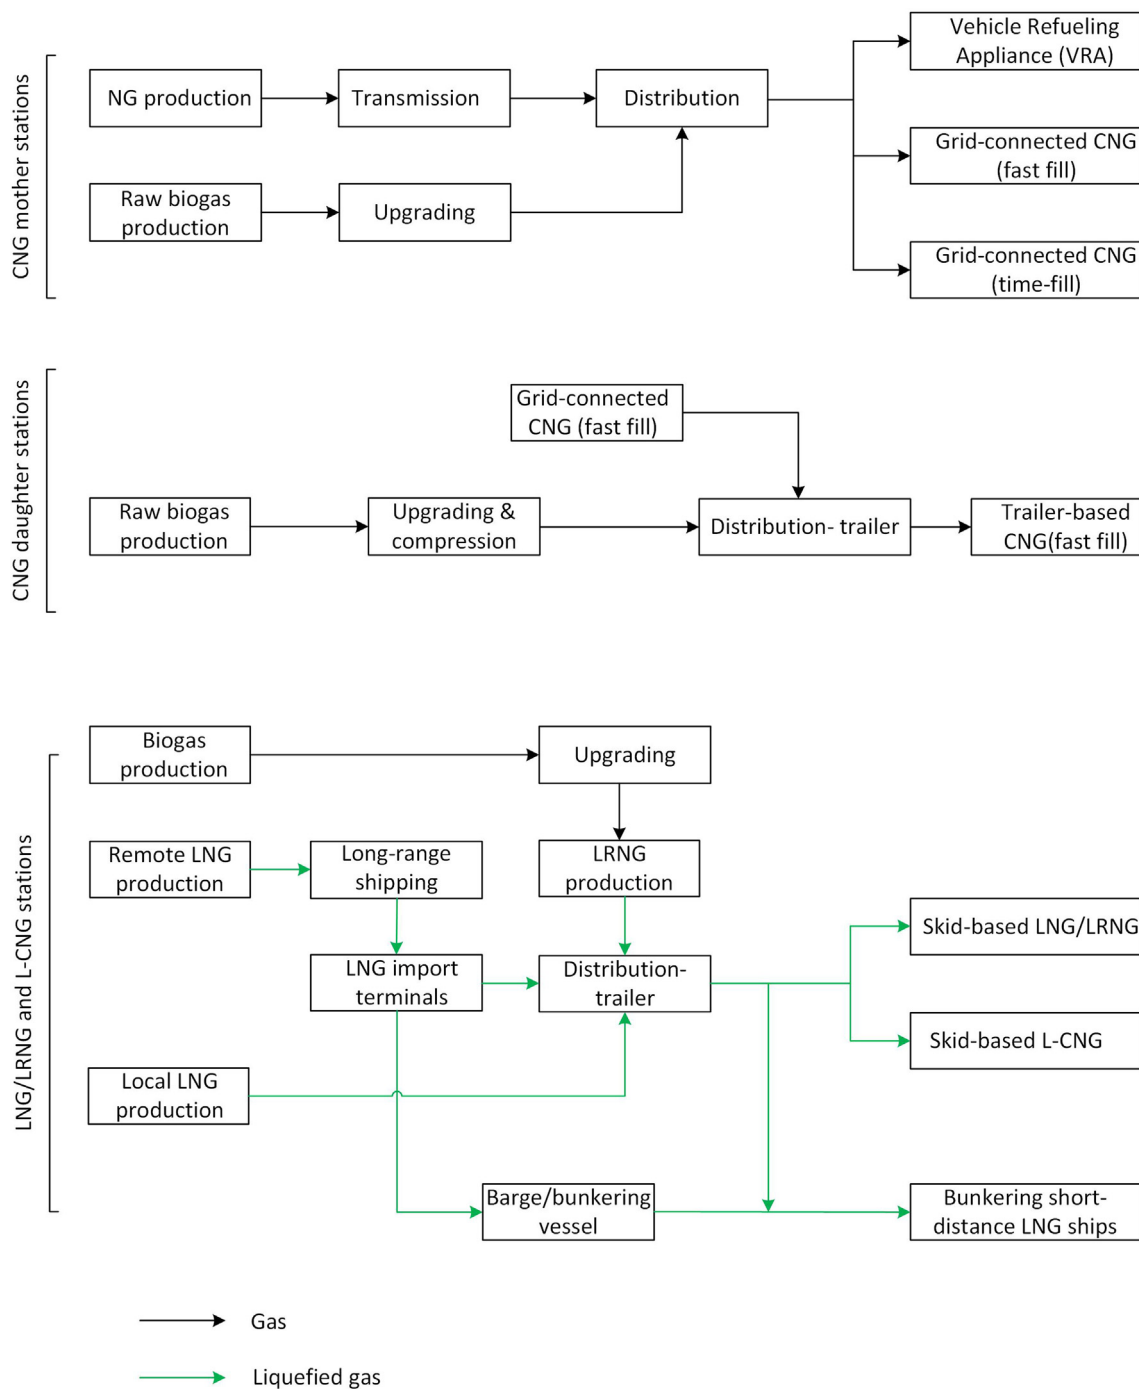 CNG mother stations
NG production
Transmission
Distribution
Vehicle Refueling
Appliance (VRA)
Grid-connected CNG
(fast fill)
Raw biogas
production
Upgrading
Grid-connected CNG
(time-fill)
CNG daughter stations
Grid-connected
CNG (fast fill)
Raw biogas
production
Upgrading &
compression
Distribution- trailer
Trailer-based
CNG(fast fill)
LNG/LRNG and L-CNG stations
Biogas
production
Upgrading
Remote LNG
production
Long-range
shipping
LRNG
production
LNG import
terminals
Distribution-
trailer
Skid-based LNG/LRNG
Skid-based L-CNG
Local LNG
production
Barge/bunkering
vessel
Bunkering short-
distance LNG ships
Gas
Liquefied gas